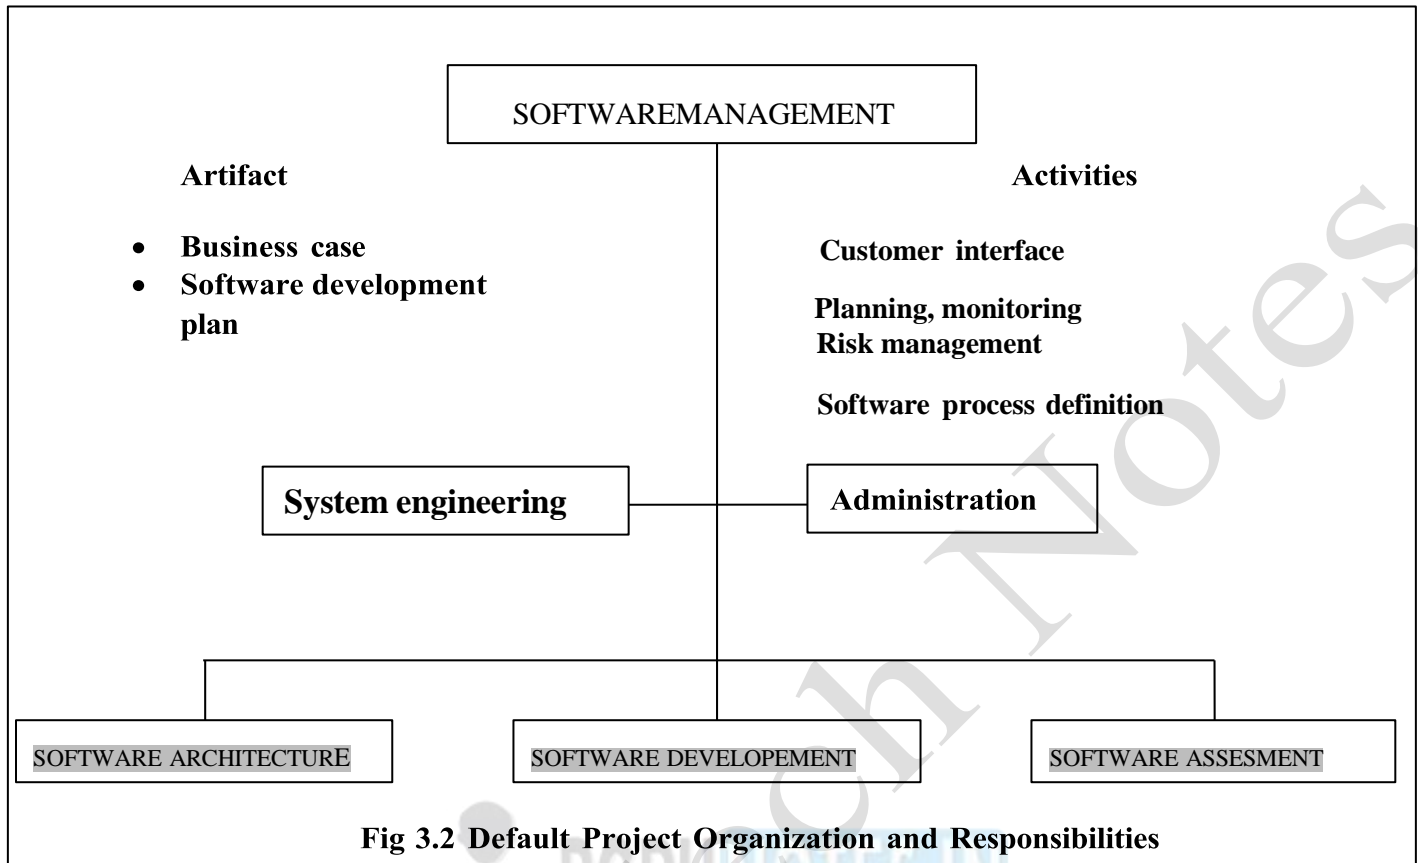 SOFTWAREMANAGEMENT
Artifact
Activities
• Business case
• Software development
plan
Customer interface
Planning, monitoring
Risk management
Software process definition
System engineering
Administration
SOFTWARE ARCHITECTURE
SOFTWARE DEVELOPEMENT
SOFTWARE ASSESMENT
Fig 3.2 Default Project Organization and Responsibilities
Notes